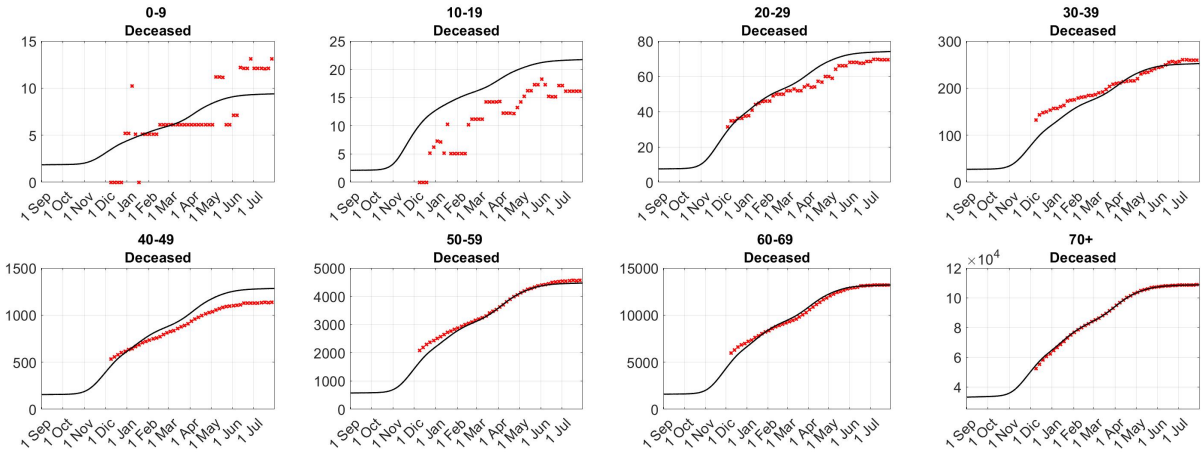 0-9
Deceased
15
10
5
0
1 Sep
1 Oct
1 Nov
1 Dic
1 Jan
1 Feb
1 Mar
1 Apr
1 May
1 Jun
1 Jul
10-19
Deceased
25
20
15
10
5
0
1 Sep
1 Oct
1 Nov
1 Dic
1 Jan
1 Feb
1 Mar
1 Apr
1 May
1 Jun
1 Jul
20-29
Deceased
80
60
40
20
0
1 Sep
1 Oct
1 Nov
1 Dic
1 Jan
1 Feb
1 Mar
1 Apr
1 May
1 Jun
1 Jul
30-39
Deceased
300
200
100
0
1 Sep
1 Oct
1 Nov
1 Dic
1 Jan
1 Feb
1 Mar
1 Apr
1 May
1 Jun
1 Jul
40-49
Deceased
1500
1000
500
0
1 Sep
1 Oct
1 Nov
1 Dic
1 Jan
1 Feb
1 Mar
1 Apr
1 May
1 Jun
1 Jul
50-59
Deceased
5000
4000
3000
2000
1000
0
1 Sep
1 Oct
1 Nov
1 Dic
1 Jan
1 Feb
1 Mar
1 Apr
1 May
1 Jun
1 Jul
60-69
Deceased
15000
10000
5000
0
1 Sep
1 Oct
1 Nov
1 Dic
1 Jan
1 Feb
1 Mar
1 Apr
1 May
1 Jun
1 Jul
70+
Deceased
×10⁴
12
10
8
6
4
1 Sep
1 Oct
1 Nov
1 Dic
1 Jan
1 Feb
1 Mar
1 Apr
1 May
1 Jun
1 Jul